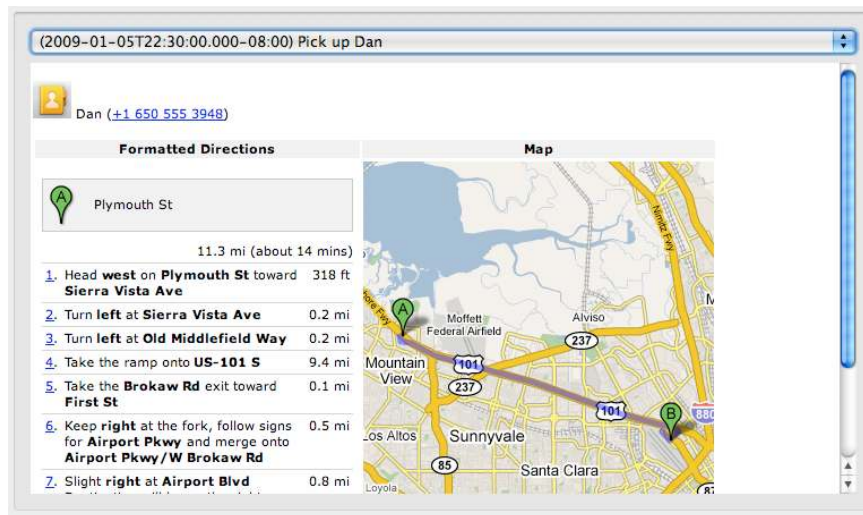 (2009-01-05T22:30:00.000-08:00) Pick up Dan
Dan (+1 650 555 3948)
Formatted Directions
Map
A
Plymouth St
11.3 mi (about 14 mins)
1. Head west on Plymouth St toward 318 ft
Sierra Vista Ave
2. Turn left at Sierra Vista Ave 0.2 mi
3. Turn left at Old Middlefield Way 0.2 mi
4. Take the ramp onto US-101 S 9.4 mi
5. Take the Brokaw Rd exit toward 0.1 mi
First St
6. Keep right at the fork, follow signs 0.5 mi
for Airport Pkwy and merge onto
Airport Pkwy/W Brokaw Rd
7. Slight right at Airport Blvd 0.8 mi
Nimitz Fwy
A
Moffett
Federal Airfield
Alviso
237
Mountain
View
101
237
101
B
880
Los Altos
Sunnyvale
85
Santa Clara
Loyola